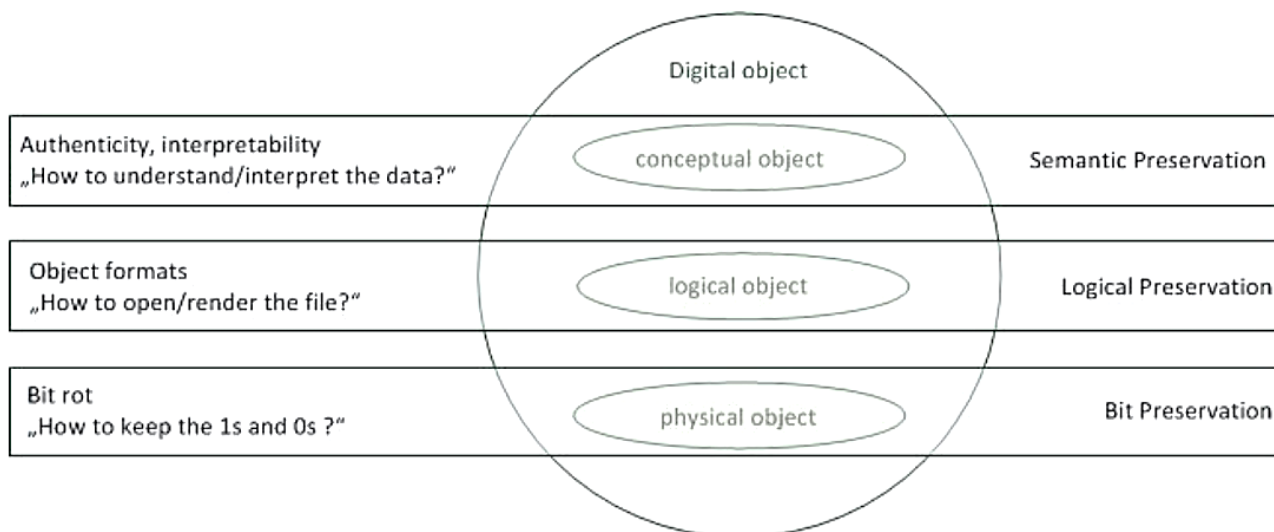 Digital object
Authenticity, interpretability
„How to understand/interpret the data?“
conceptual object
Semantic Preservation
Object formats
„How to open/render the file?“
logical object
Logical Preservation
Bit rot
„How to keep the 1s and 0s ?“
physical object
Bit Preservation